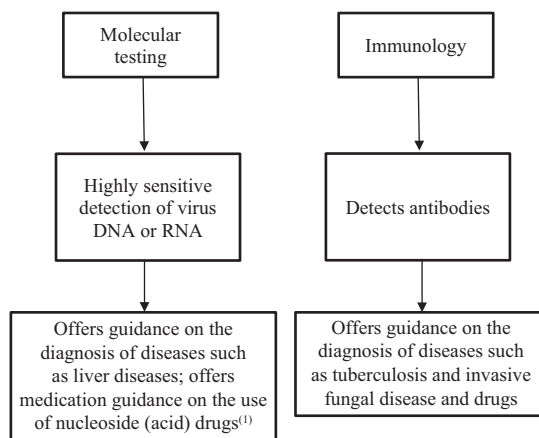 Molecular
testing
Highly sensitive
detection of virus
DNA or RNA
Offers guidance on the
diagnosis of diseases such
as liver diseases; offers
medication guidance on the use
of nucleoside (acid) drugs(1)
Immunology
Detects antibodies
Offers guidance on the
diagnosis of diseases such
as tuberculosis and invasive
fungal disease and drugs